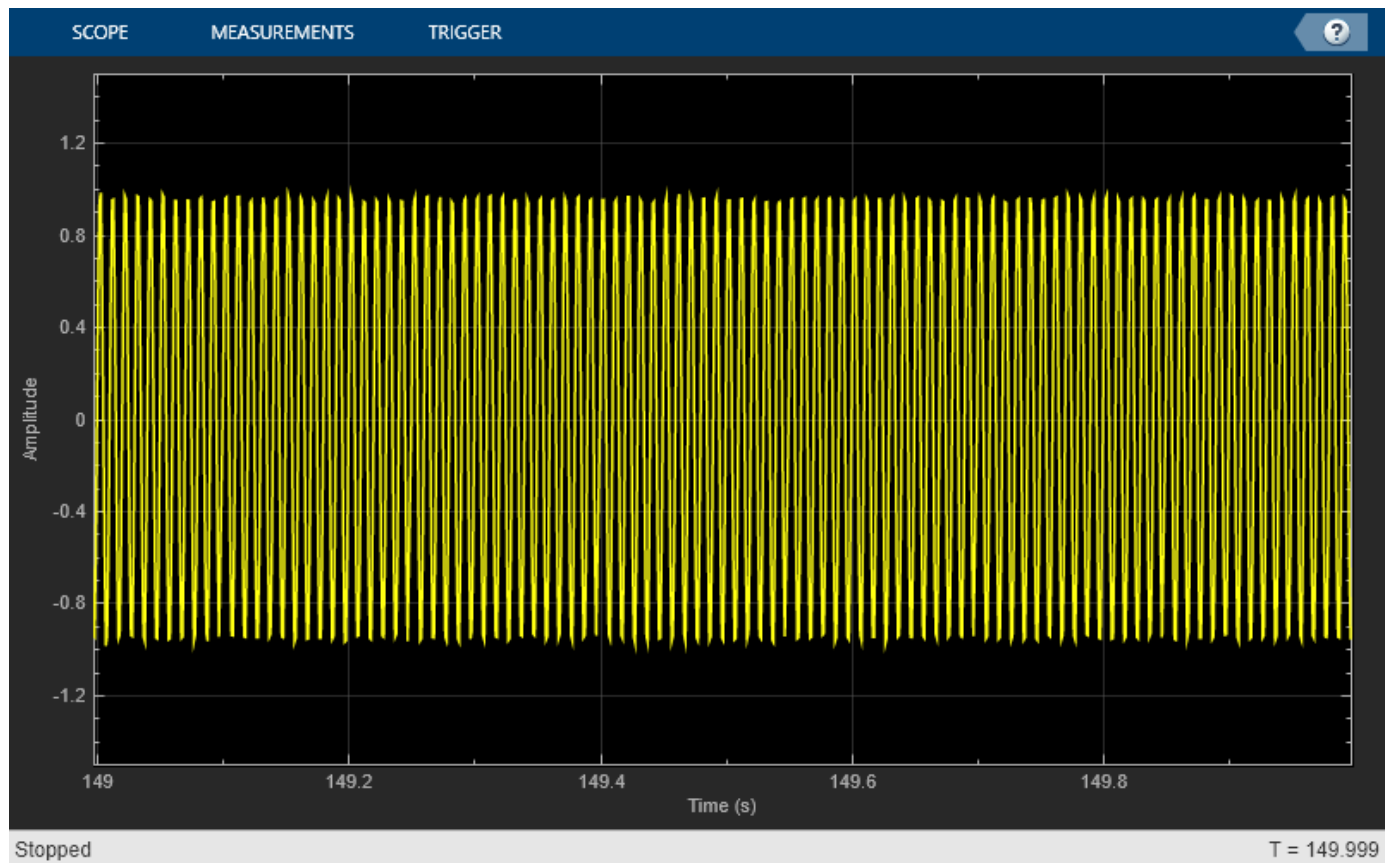 SCOPE MEASUREMENTS TRIGGER ?
1.2
0.8
0.4
0
-0.4
-0.8
-1.2
Amplitude
149 149.2 149.4 149.6 149.8
Time (s)
Stopped T = 149.999